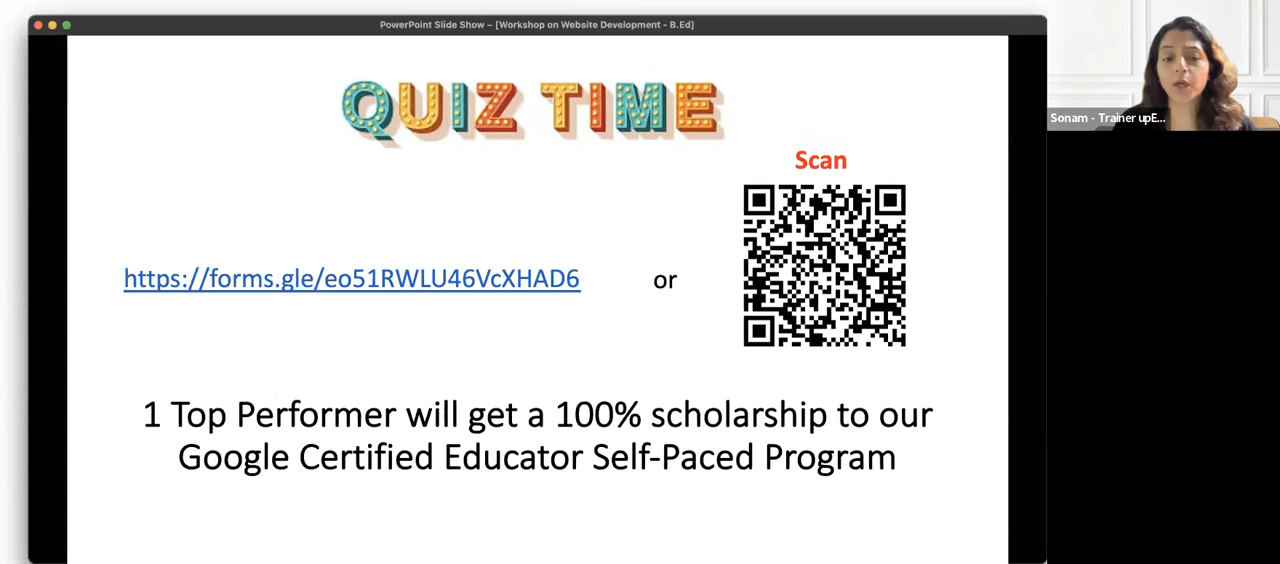 PowerPoint Slide Show – [Workshop on Website Development - B.Ed]
QUIZ TIME
Sonam - Trainer upE...
Scan
https://forms.gle/eo51RWLU46VcXHAD6 or
1 Top Performer will get a 100% scholarship to our
Google Certified Educator Self-Paced Program